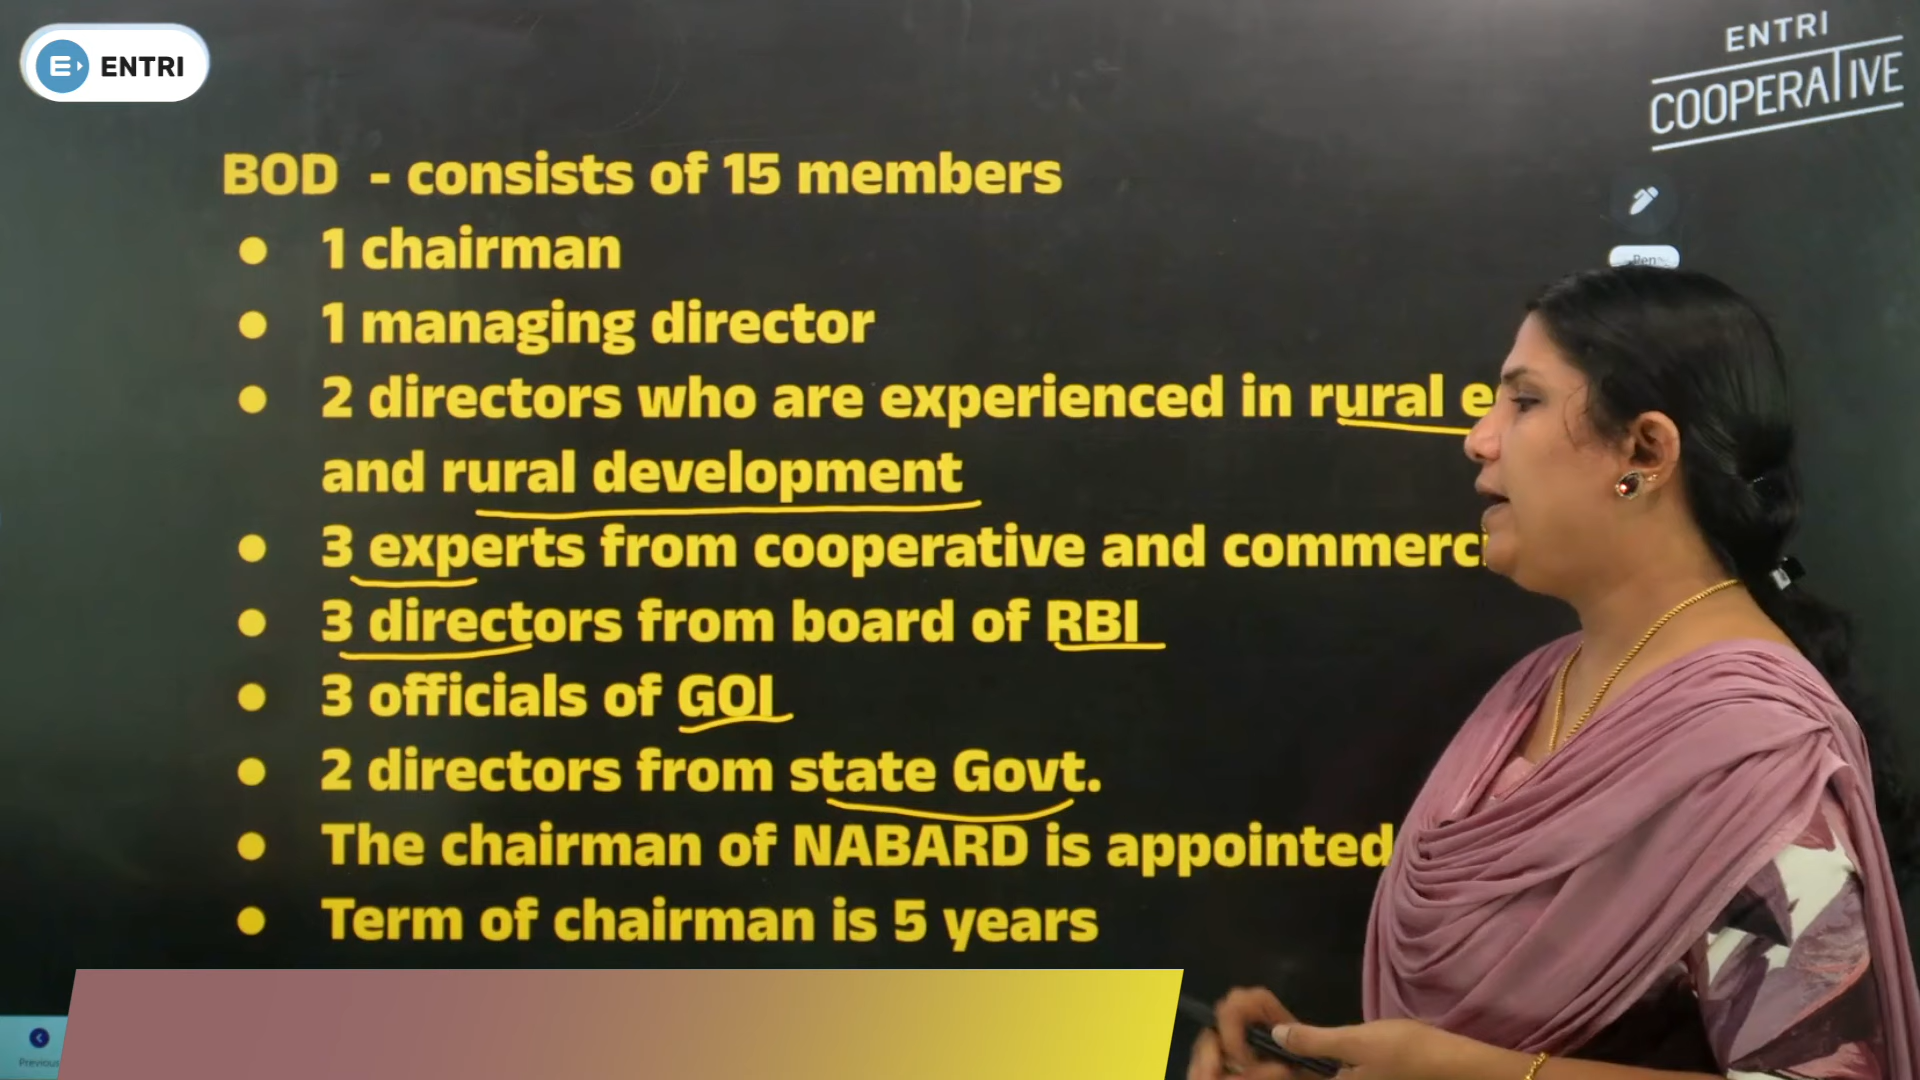 ENTRI
ENTRI
COOPERATIVE
BOD - consists of 15 members
Pen
1 chairman
1 managing director
2 directors who are experienced in rural
and rural development
3 experts from cooperative and
3 directors from board of RBI
3 officials of GOI
2 directors from state Govt.
The chairman of NABARD is appointed
Term of chairman is 5 years
Previous